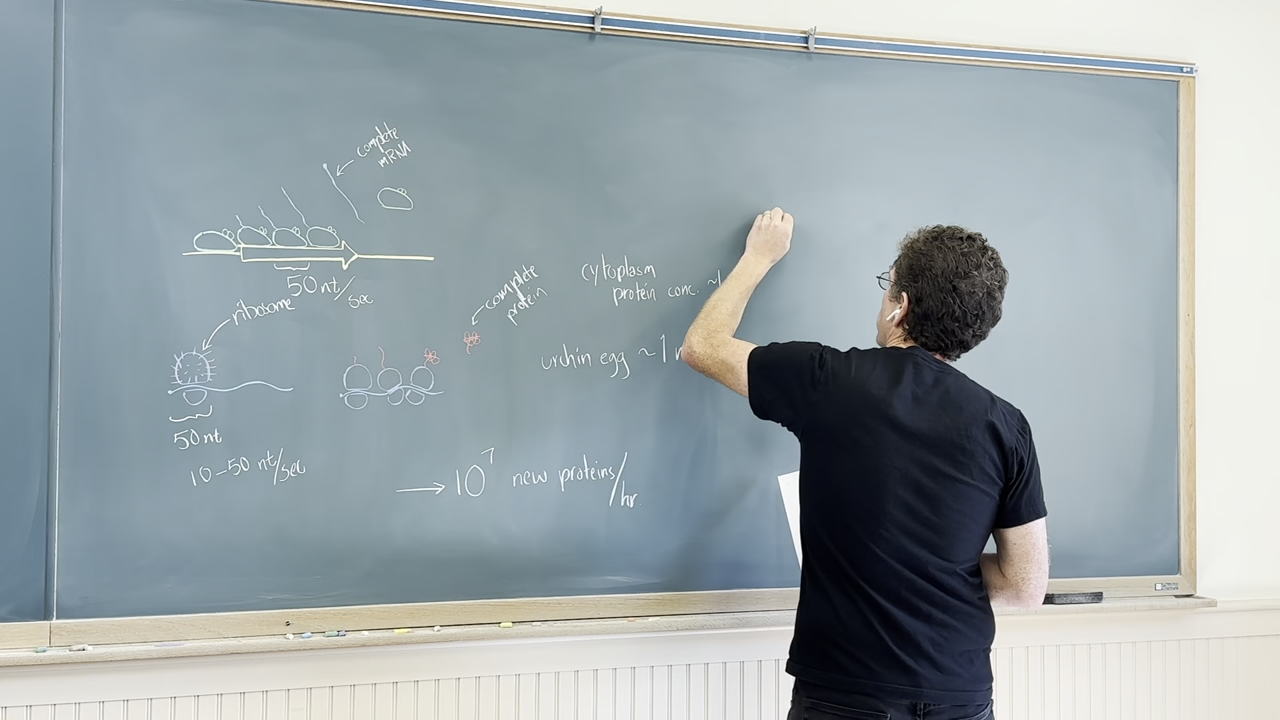 complete
mRNA
50 nt/sec
ribosome
complete
protein
cytoplasm
protein conc. ~1
urchin egg ~ 1
50 nt
10-50 nt/sec
→ 10⁷ new proteins/hr.